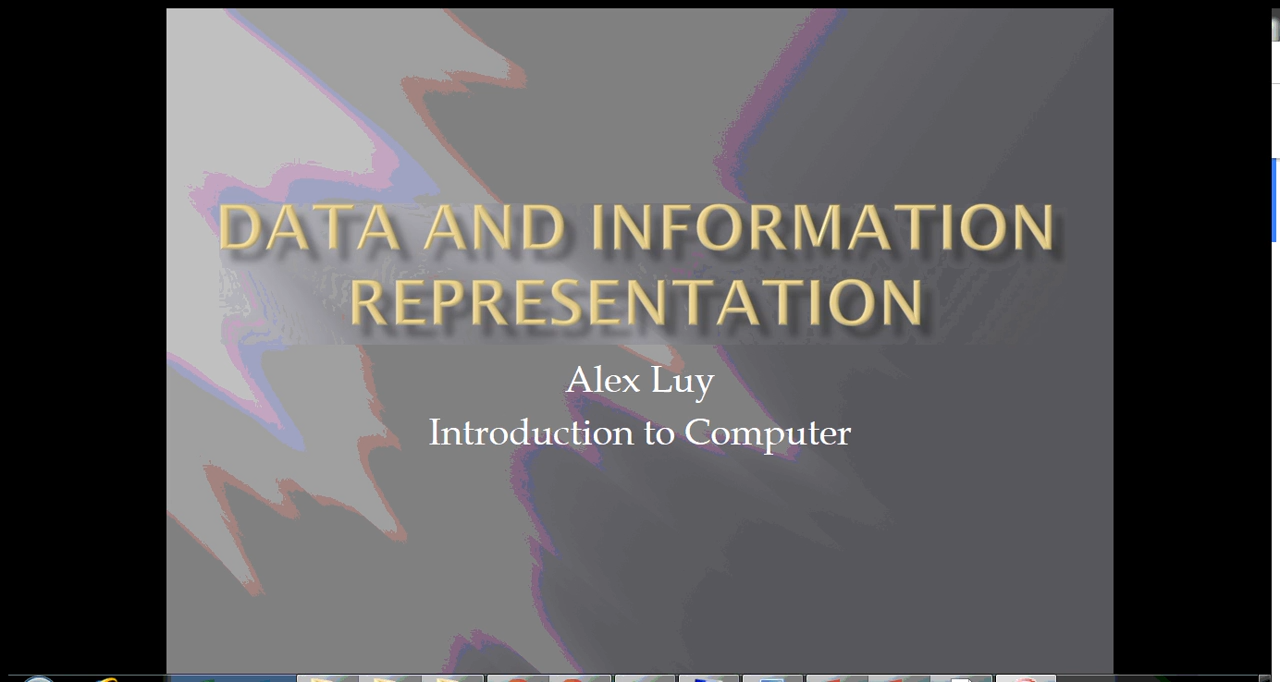 DATA AND INFORMATION
REPRESENTATION
Alex Luy
Introduction to Computer